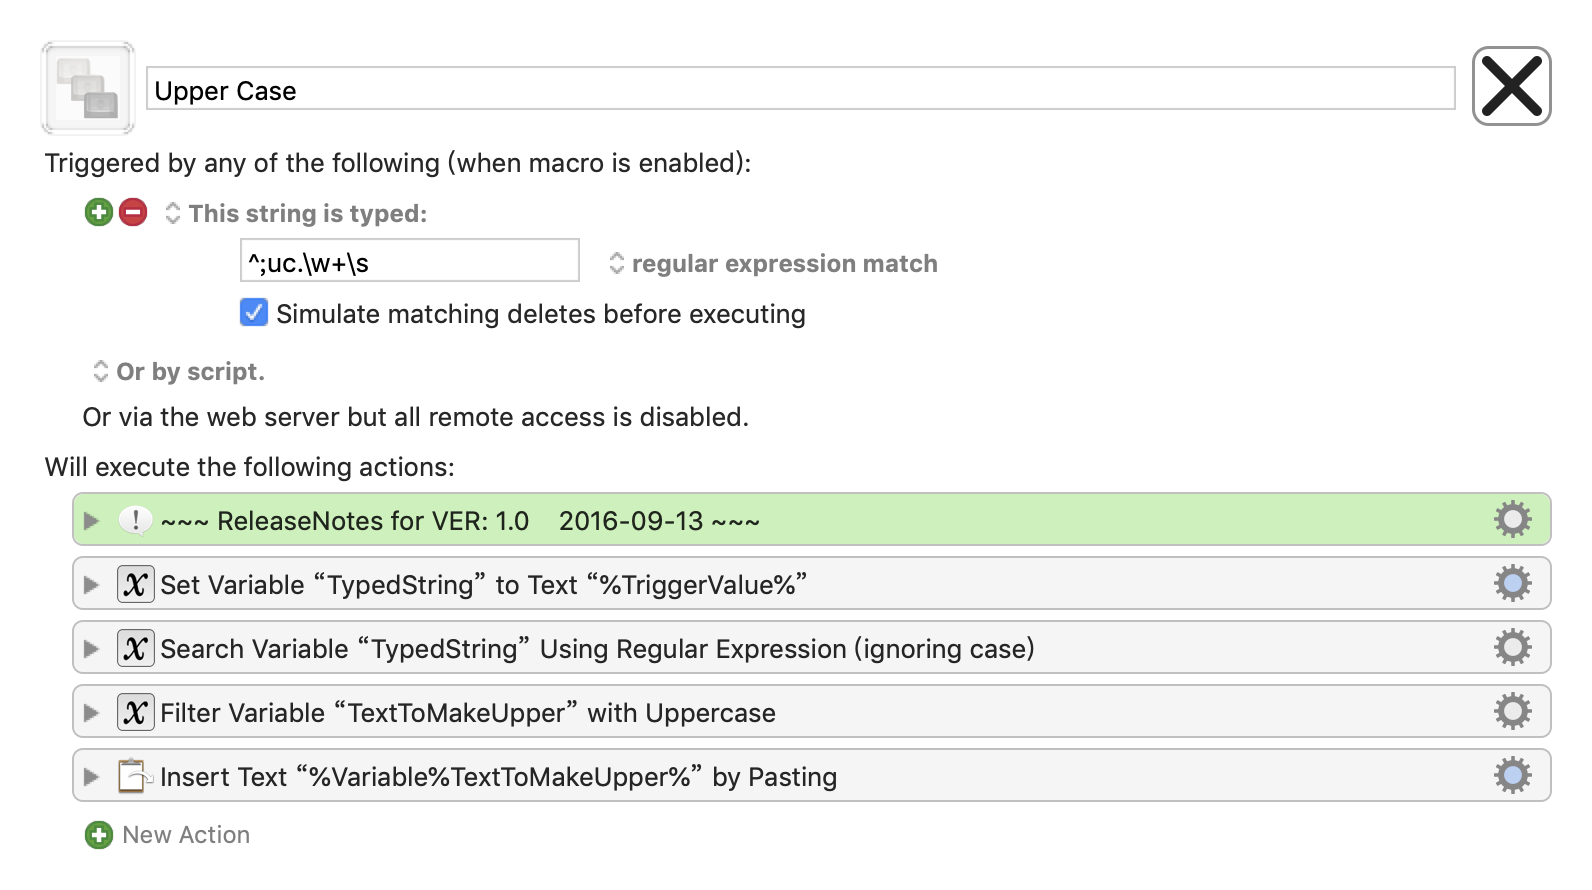 Upper Case
Triggered by any of the following (when macro is enabled):
This string is typed:
^;uc.\w+\s
regular expression match
Simulate matching deletes before executing
Or by script.
Or via the web server but all remote access is disabled.
Will execute the following actions:
~~~ ReleaseNotes for VER: 1.0    2016-09-13 ~~~
Set Variable “TypedString” to Text “%TriggerValue%”
Search Variable “TypedString” Using Regular Expression (ignoring case)
Filter Variable “TextToMakeUpper” with Uppercase
Insert Text “%Variable%TextToMakeUpper%” by Pasting
New Action